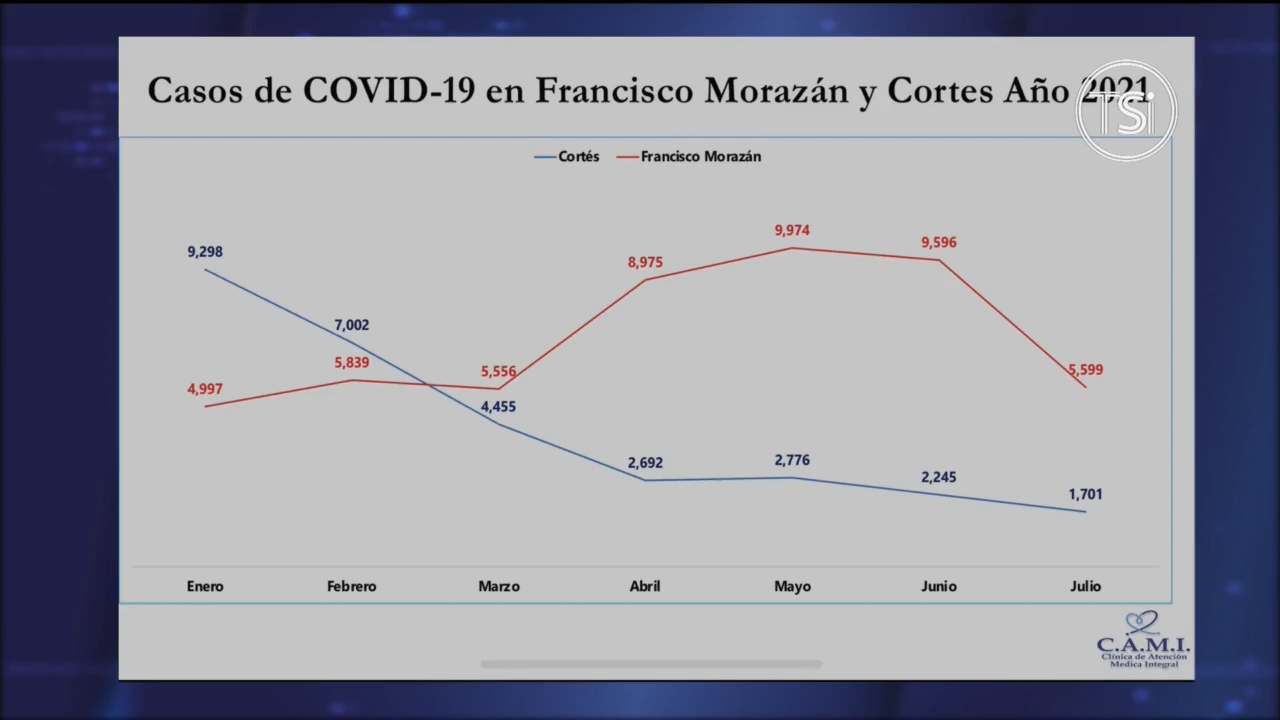 Casos de COVID-19 en Francisco Morazán y Cortes Año 2021
TSi
Cortés Francisco Morazán
9,298
7,002
4,455
2,692
2,776
2,245
1,701
4,997
5,839
5,556
8,975
9,974
9,596
5,599
Enero Febrero Marzo Abril Mayo Junio Julio
C.A.M.I.
Clínica de Atención
Medica Integral